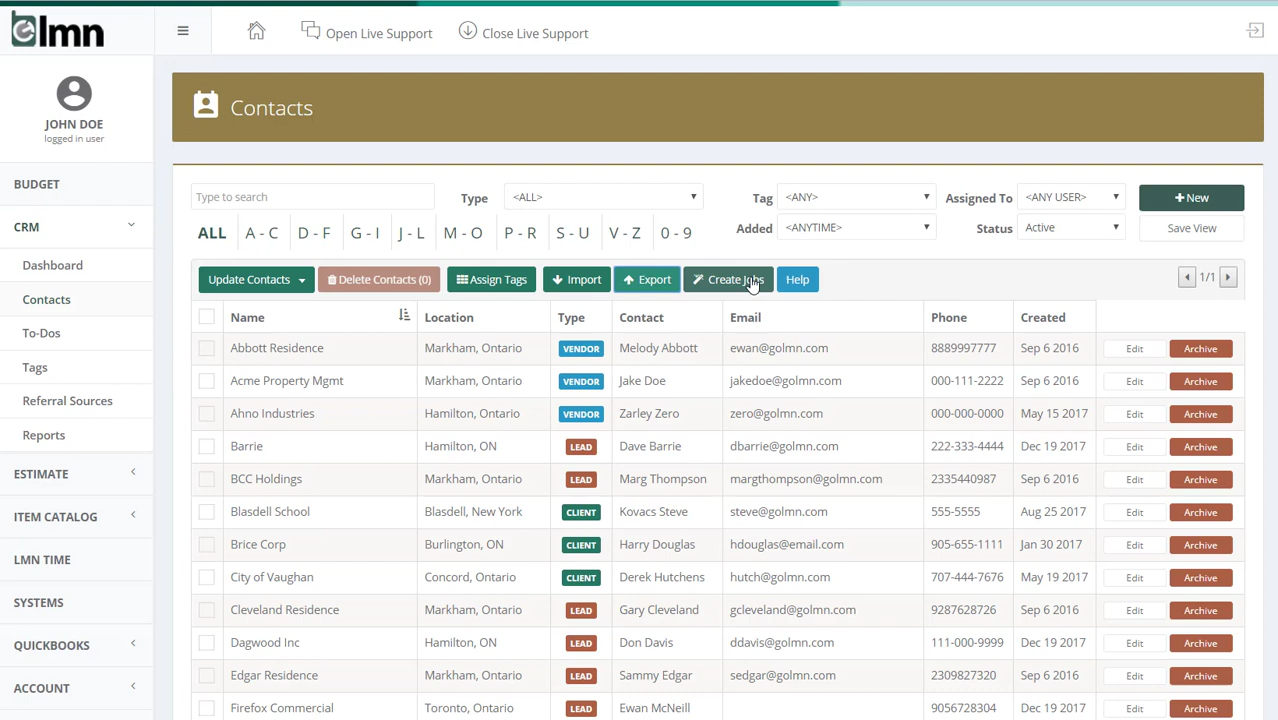 lmn
Open Live Support
Close Live Support
JOHN DOE
logged in user
BUDGET
CRM
Dashboard
Contacts
To-Dos
Tags
Referral Sources
Reports
ESTIMATE
ITEM CATALOG
LMN TIME
SYSTEMS
QUICKBOOKS
ACCOUNT
Contacts
Type to search Type <ALL> Tag <ANY> Assigned To <ANY USER> +New
ALL A - C D - F G - I J - L M - O P - R S - U V - Z 0 - 9 Added <ANYTIME> Status Active Save View
Update Contacts Delete Contacts (0) Assign Tags Import Export Create Jobs Help 1/1
Name Location Type Contact Email Phone Created
Abbott Residence Markham, Ontario VENDOR Melody Abbott ewan@golmn.com 8889997777 Sep 6 2016 Edit Archive
Acme Property Mgmt Markham, Ontario VENDOR Jake Doe jakedoe@golmn.com 000-111-2222 Sep 6 2016 Edit Archive
Ahno Industries Hamilton, Ontario VENDOR Zarley Zero zero@golmn.com 000-000-0000 May 15 2017 Edit Archive
Barrie Hamilton, ON LEAD Dave Barrie dbarrie@golmn.com 222-333-4444 Dec 19 2017 Edit Archive
BCC Holdings Markham, Ontario LEAD Marg Thompson margthompson@golmn.com 2335440987 Sep 6 2016 Edit Archive
Blasdell School Blasdell, New York CLIENT Kovacs Steve steve@golmn.com 555-5555 Aug 25 2017 Edit Archive
Brice Corp Burlington, ON CLIENT Harry Douglas hdouglas@email.com 905-655-1111 Jan 30 2017 Edit Archive
City of Vaughan Concord, Ontario CLIENT Derek Hutchens hutch@golmn.com 707-444-7676 May 19 2017 Edit Archive
Cleveland Residence Markham, Ontario LEAD Gary Cleveland gcleveland@golmn.com 9287628726 Sep 6 2016 Edit Archive
Dagwood Inc Hamilton, ON LEAD Don Davis ddavis@golmn.com 111-000-9999 Dec 19 2017 Edit Archive
Edgar Residence Markham, Ontario LEAD Sammy Edgar sedgar@golmn.com 2309827320 Sep 6 2016 Edit Archive
Firefox Commercial Toronto, Ontario LEAD Ewan McNeill 9056728304 Dec 19 2017 Edit Archive